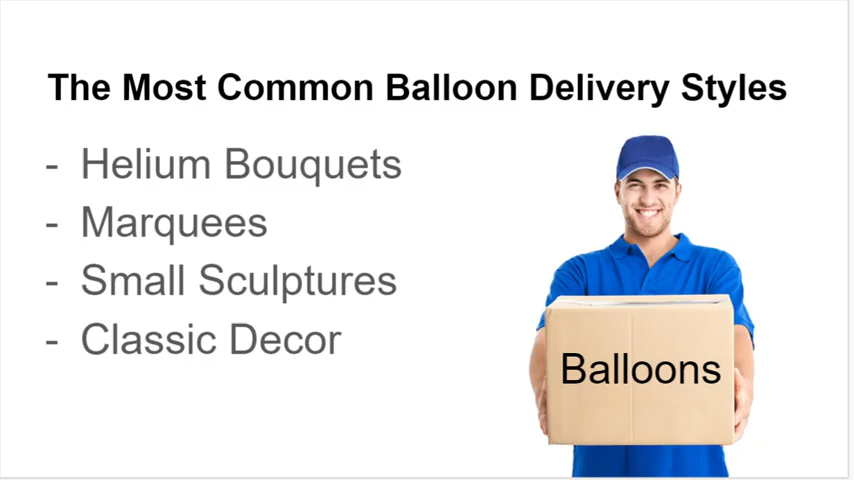 The Most Common Balloon Delivery Styles
- Helium Bouquets
- Marquees
- Small Sculptures
- Classic Decor
Balloons